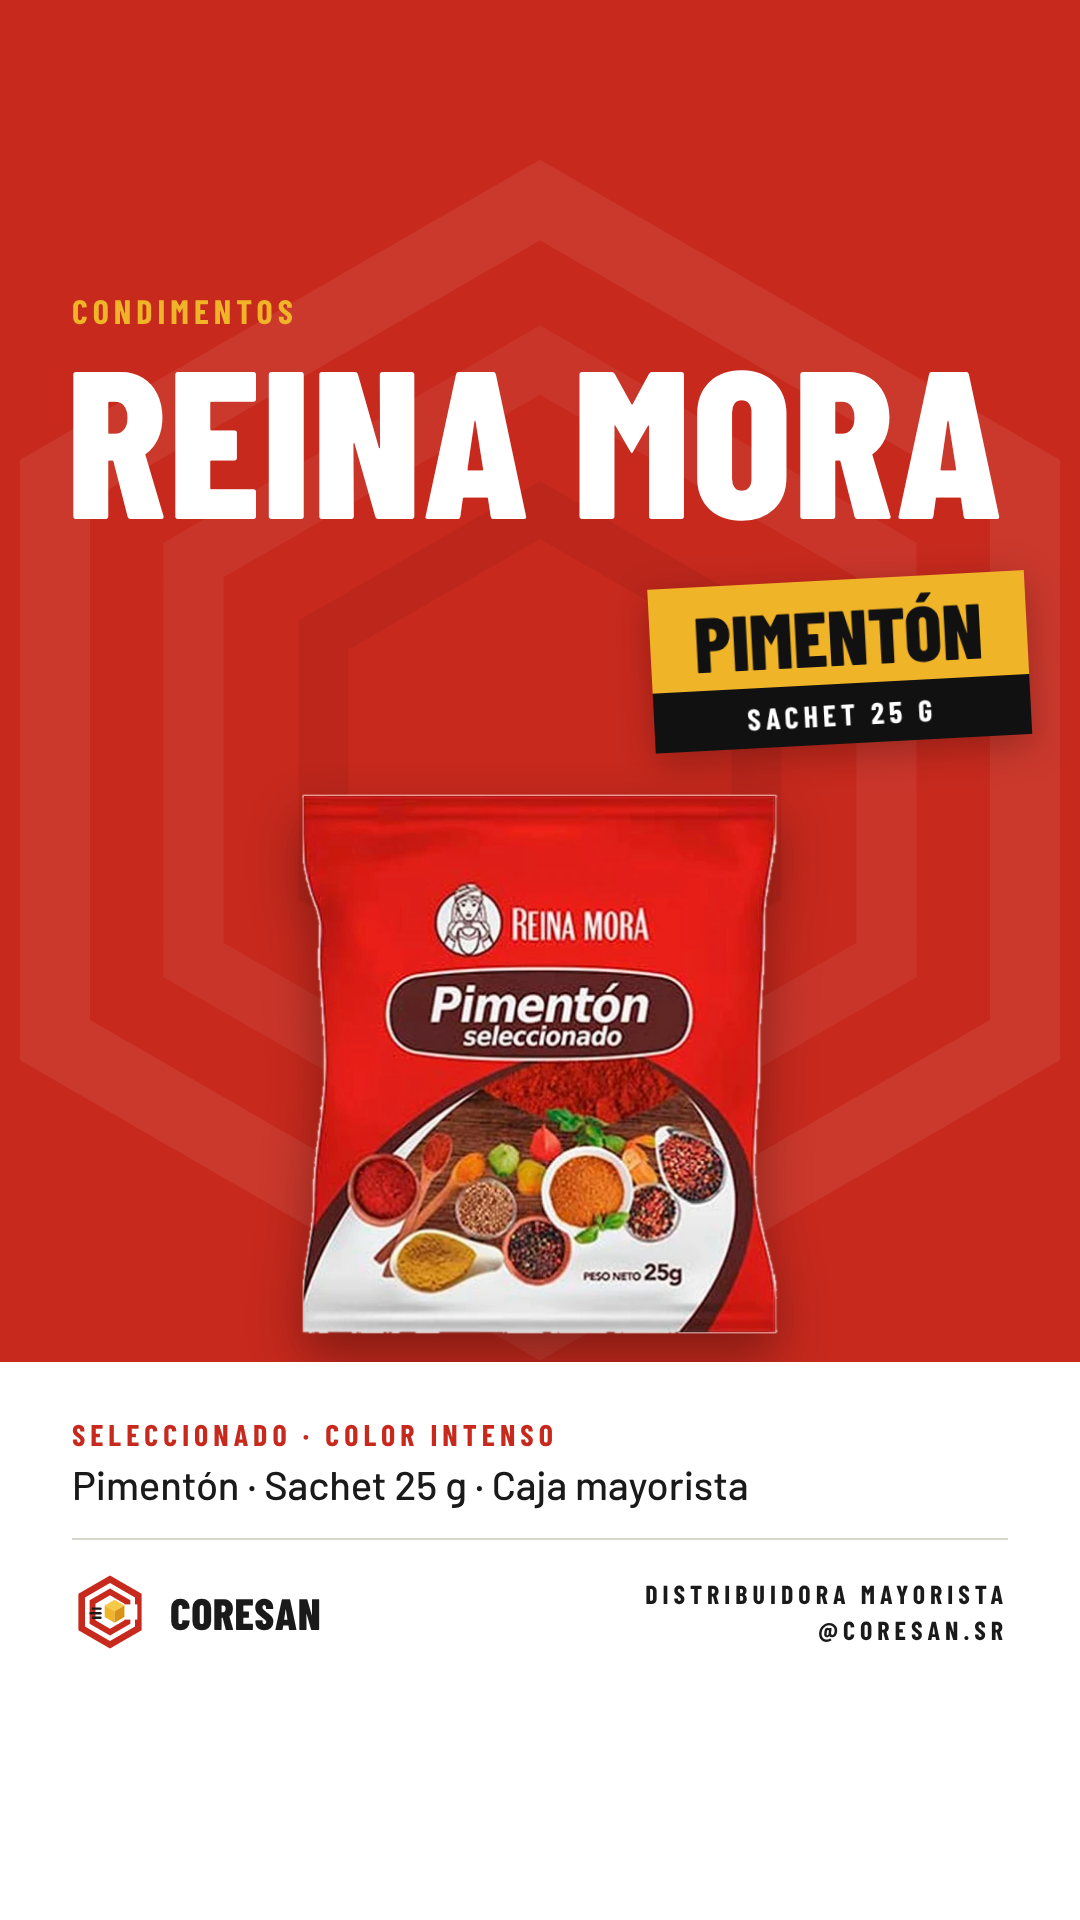 CONDIMENTOS
REINA MORA
PIMENTÓN
SACHET 25 G
REINA MORA
Pimentón
seleccionado
PESO NETO 25g
SELECCIONADO · COLOR INTENSO
Pimentón · Sachet 25 g · Caja mayorista
CORESAN
DISTRIBUIDORA MAYORISTA
@CORESAN.SR